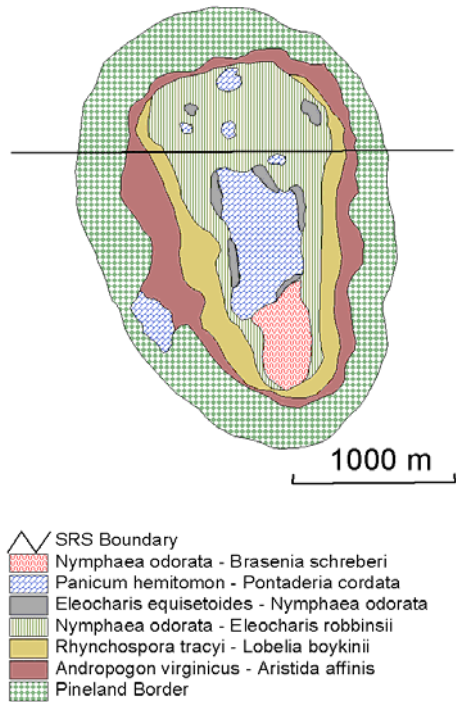 1000 m
SRS Boundary
Nymphaea odorata - Brasenia schreberi
Panicum hemitomon - Pontaderia cordata
Eleocharis equisetoides - Nymphaea odorata
Nymphaea odorata - Eleocharis robbinsii
Rhynchospora tracyi - Lobelia boykinii
Andropogon virginicus - Aristida affinis
Pineland Border